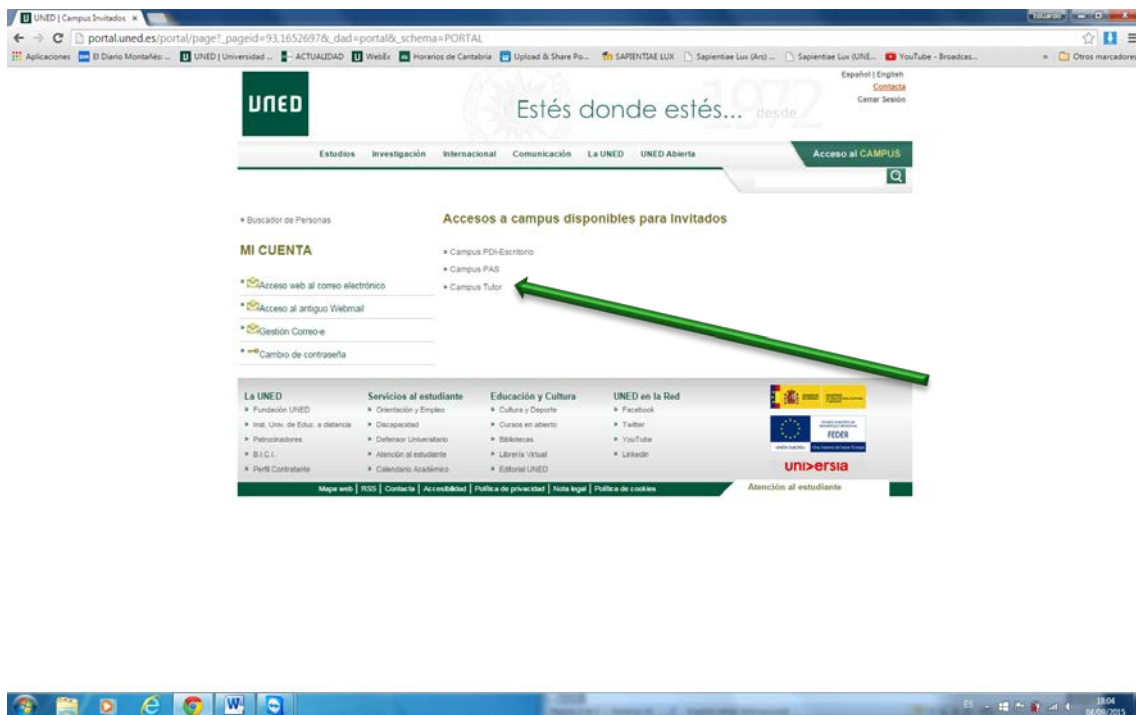 UNED | Campus Invitados
Eduardo
portal.uned.es/portal/page?_pageid=93,1652697&_dad=portal&_schema=PORTAL
Aplicaciones El Diario Montañés: ... UNED | Universidad ... ACTUALIDAD WebEx Horarios de Cantabria Upload & Share Po... SAPIENTIAE LUX Sapientiae Lux (Ars) ... Sapientiae Lux (UNE... YouTube - Broadcas... » Otros marcadores
Español | English
Contacta
Cerrar Sesión
UNED
Estés donde estés... desde 1972
Estudios Investigación Internacional Comunicación La UNED UNED Abierta
Acceso al CAMPUS
Buscador de Personas
Accesos a campus disponibles para Invitados
MI CUENTA
Campus PDI-Escritorio
Campus PAS
Campus Tutor
Acceso web al correo electrónico
Acceso al antiguo Webmail
Gestión Correo-e
Cambio de contraseña
La UNED Servicios al estudiante Educación y Cultura UNED en la Red
Fundación UNED Orientación y Empleo Cultura y Deporte Facebook
Inst. Univ. de Educ. a distancia Discapacidad Cursos en abierto Twitter
Patrocinadores Defensor Universitario Bibliotecas YouTube
B.I.C.I. Atención al estudiante Librería Virtual Linkedin
Perfil Contratante Calendario Académico Editorial UNED
FEDER
UNIÓN EUROPEA
uni>ersia
Mapa web | RSS | Contacta | Accesibilidad | Política de privacidad | Nota legal | Política de cookies
Atención al estudiante
ES
18:04
04/09/2015